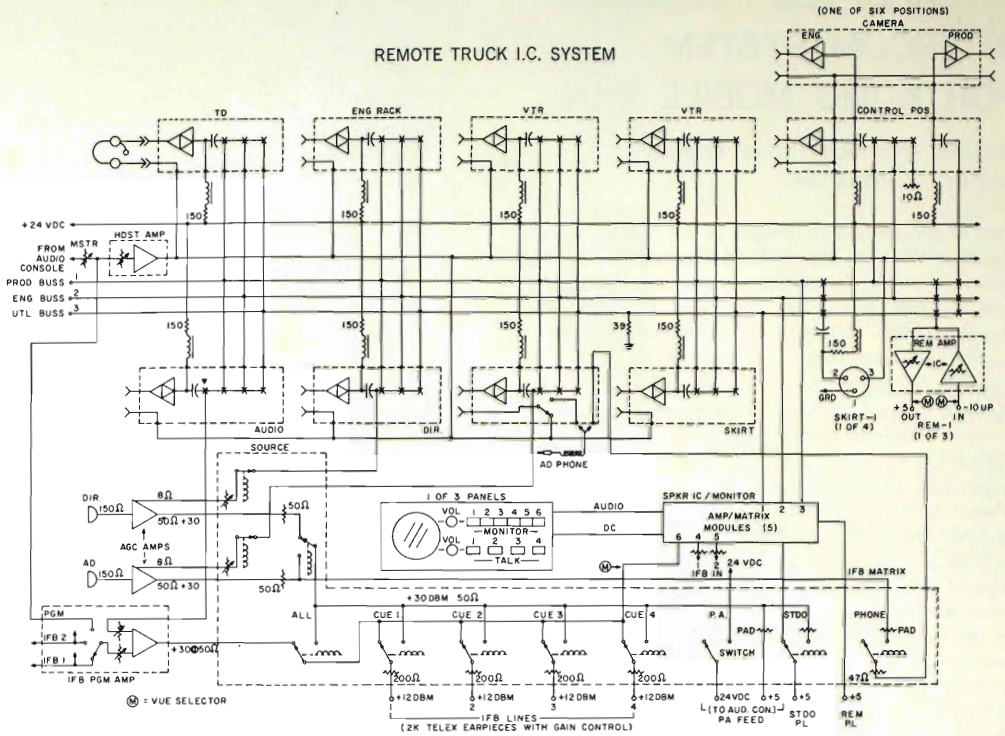 (ONE OF SIX POSITIONS)
CAMERA
ENG.
PROD
REMOTE TRUCK I.C. SYSTEM
TD
ENG RACK
VTR
VTR
CONTROL POS
150
150
150
150
10Ω
150
+24 VDC
FROM
AUDIO
CONSOLE
MSTR
HDST AMP
PROD BUSS 1
ENG BUSS 2
UTL BUSS 3
150
150
150
39
150
150
REM AMP
IC
2
3
1
GRD
SKIRT-1
(1 OF 4)
M M
+5
OUT
-10 UP
IN
REM-1
(1 OF 3)
AUDIO
DIR.
SKIRT
AD PHONE
SOURCE
DIR.
150Ω
8Ω
50Ω +30
50Ω
AGC AMPS
AD
150Ω
8Ω
50Ω +30
50Ω
1 OF 3 PANELS
VOL
1 2 3 4 5 6
MONITOR
VOL
1 2 3 4
TALK
AUDIO
DC
SPKR IC / MONITOR
1 2 3
AMP/MATRIX
MODULES (5)
6 4 5
M
1 2
IFB IN
24 VDC
IFB MATRIX
+30DBM 50Ω
PGM
IFB 2
IFB 1
IFB PGM AMP
+30@50Ω
ALL
CUE 1
CUE 2
CUE 3
CUE 4
P.A.
SWITCH
PAD
STDO
PHONE
PAD
200Ω
200Ω
200Ω
200Ω
47Ω
+12DBM
1
+12DBM
2
+12DBM
3
+12DBM
4
24VDC
+5
+5
+5
IFB LINES
(2K TELEX EARPIECES WITH GAIN CONTROL)
(TO AUD. CON.)
PA FEED
STDO
PL
REM
PL
M = VUE SELECTOR